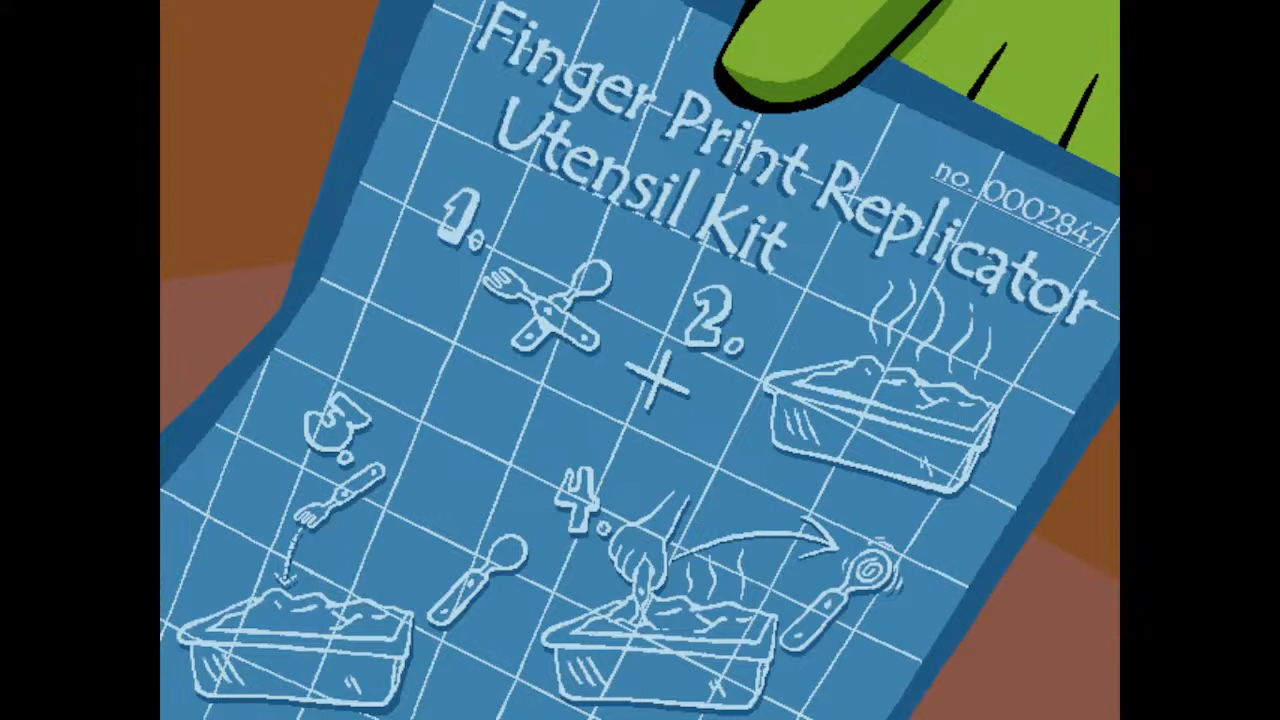 Finger Print Replicator
Utensil Kit
no. 0002847
1.
2.
+
3.
4.